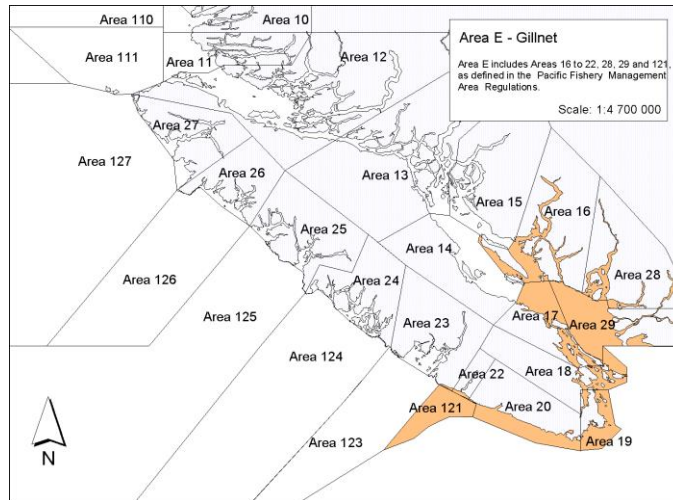 Area 110
Area 10
Area E - Gillnet
Area E includes Areas 16 to 22, 28, 29 and 121,
as defined in the Pacific Fishery Management
Area Regulations.
Scale: 1:4 700 000
Area 111
Area 11
Area 12
Area 27
Area 127
Area 26
Area 13
Area 15
Area 16
Area 25
Area 14
Area 28
Area 126
Area 24
Area 125
Area 17
Area 29
Area 23
Area 124
Area 22
Area 18
Area 121
Area 20
Area 123
Area 19
N